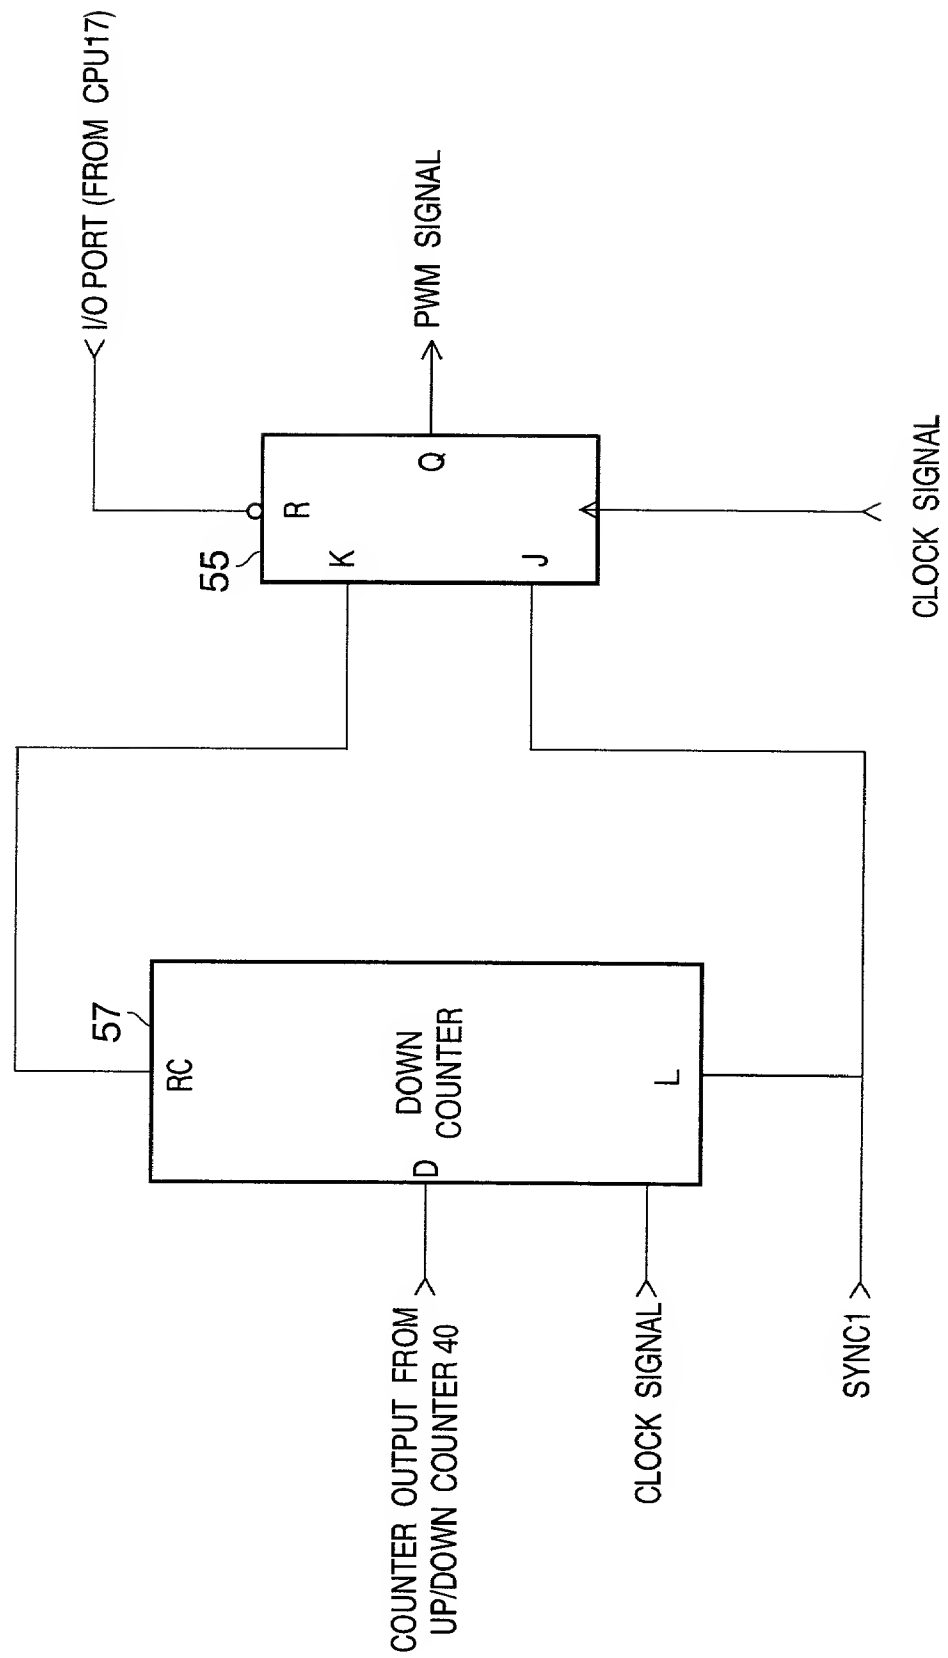 I/O PORT (FROM CPU17)
55
R
K
Q
J
PWM SIGNAL
CLOCK SIGNAL
57
RC
DOWN
COUNTER
D
L
COUNTER OUTPUT FROM
UP/DOWN COUNTER 40
CLOCK SIGNAL
SYNC1